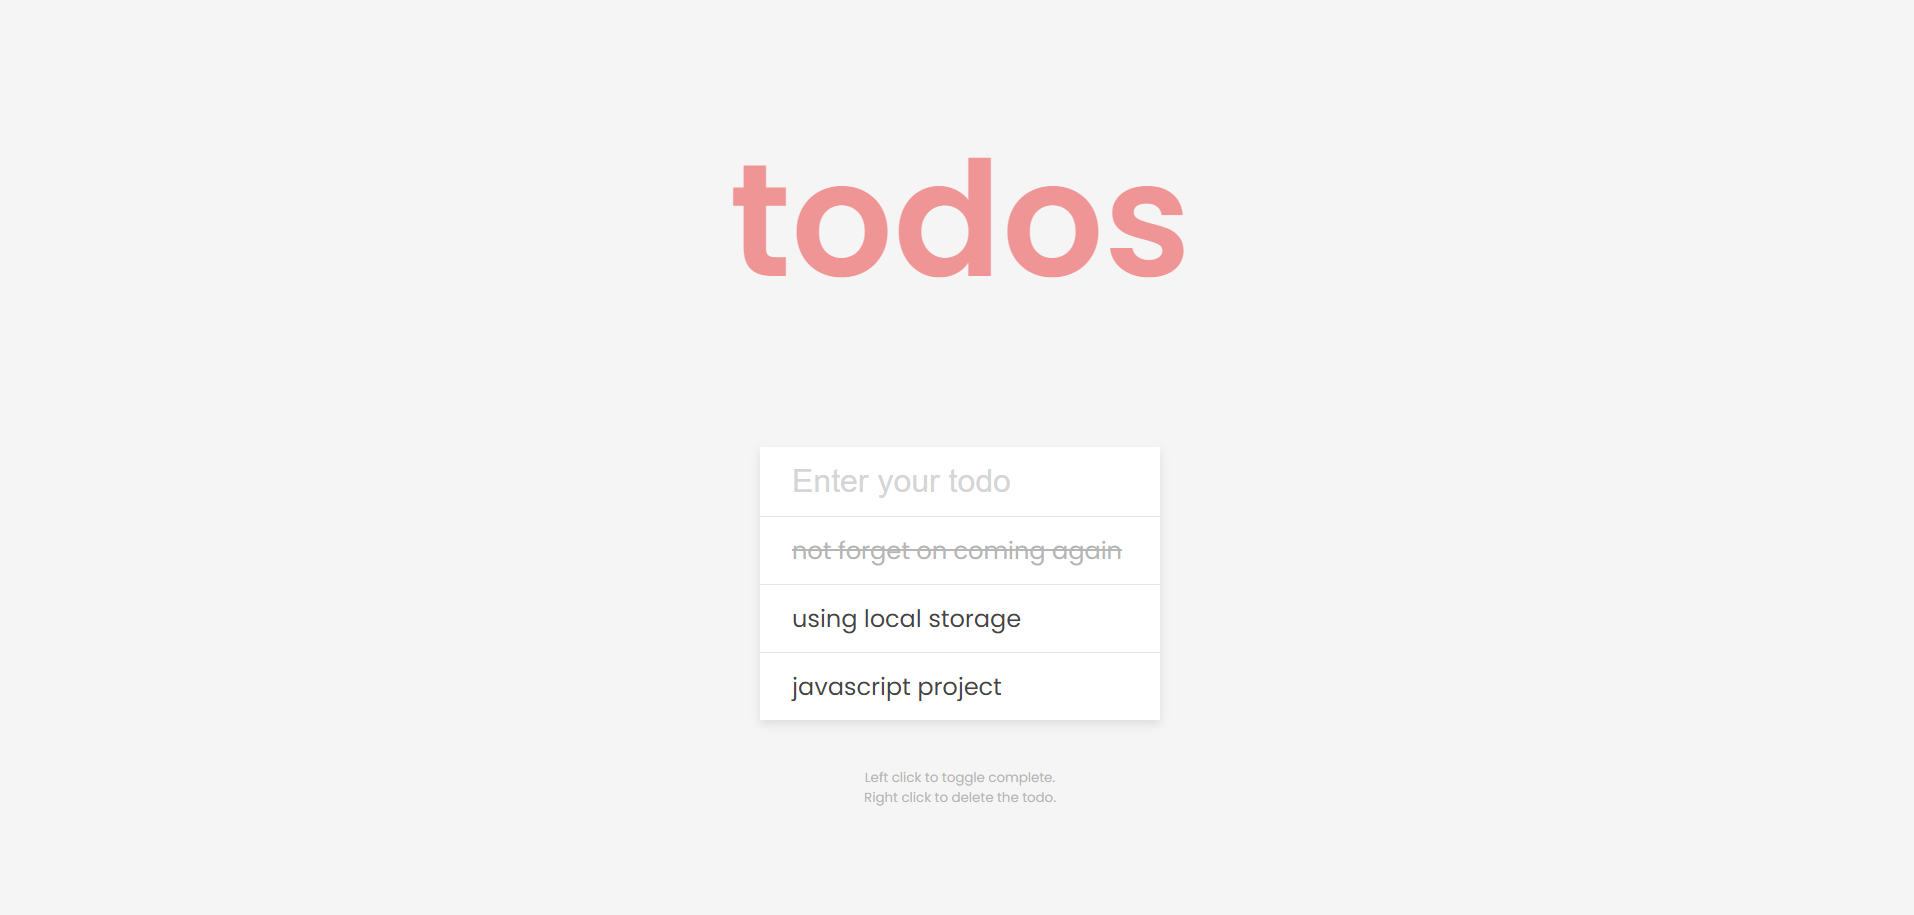 todos
Enter your todo
not forget on coming again
using local storage
javascript project
Left click to toggle complete.
Right click to delete the todo.